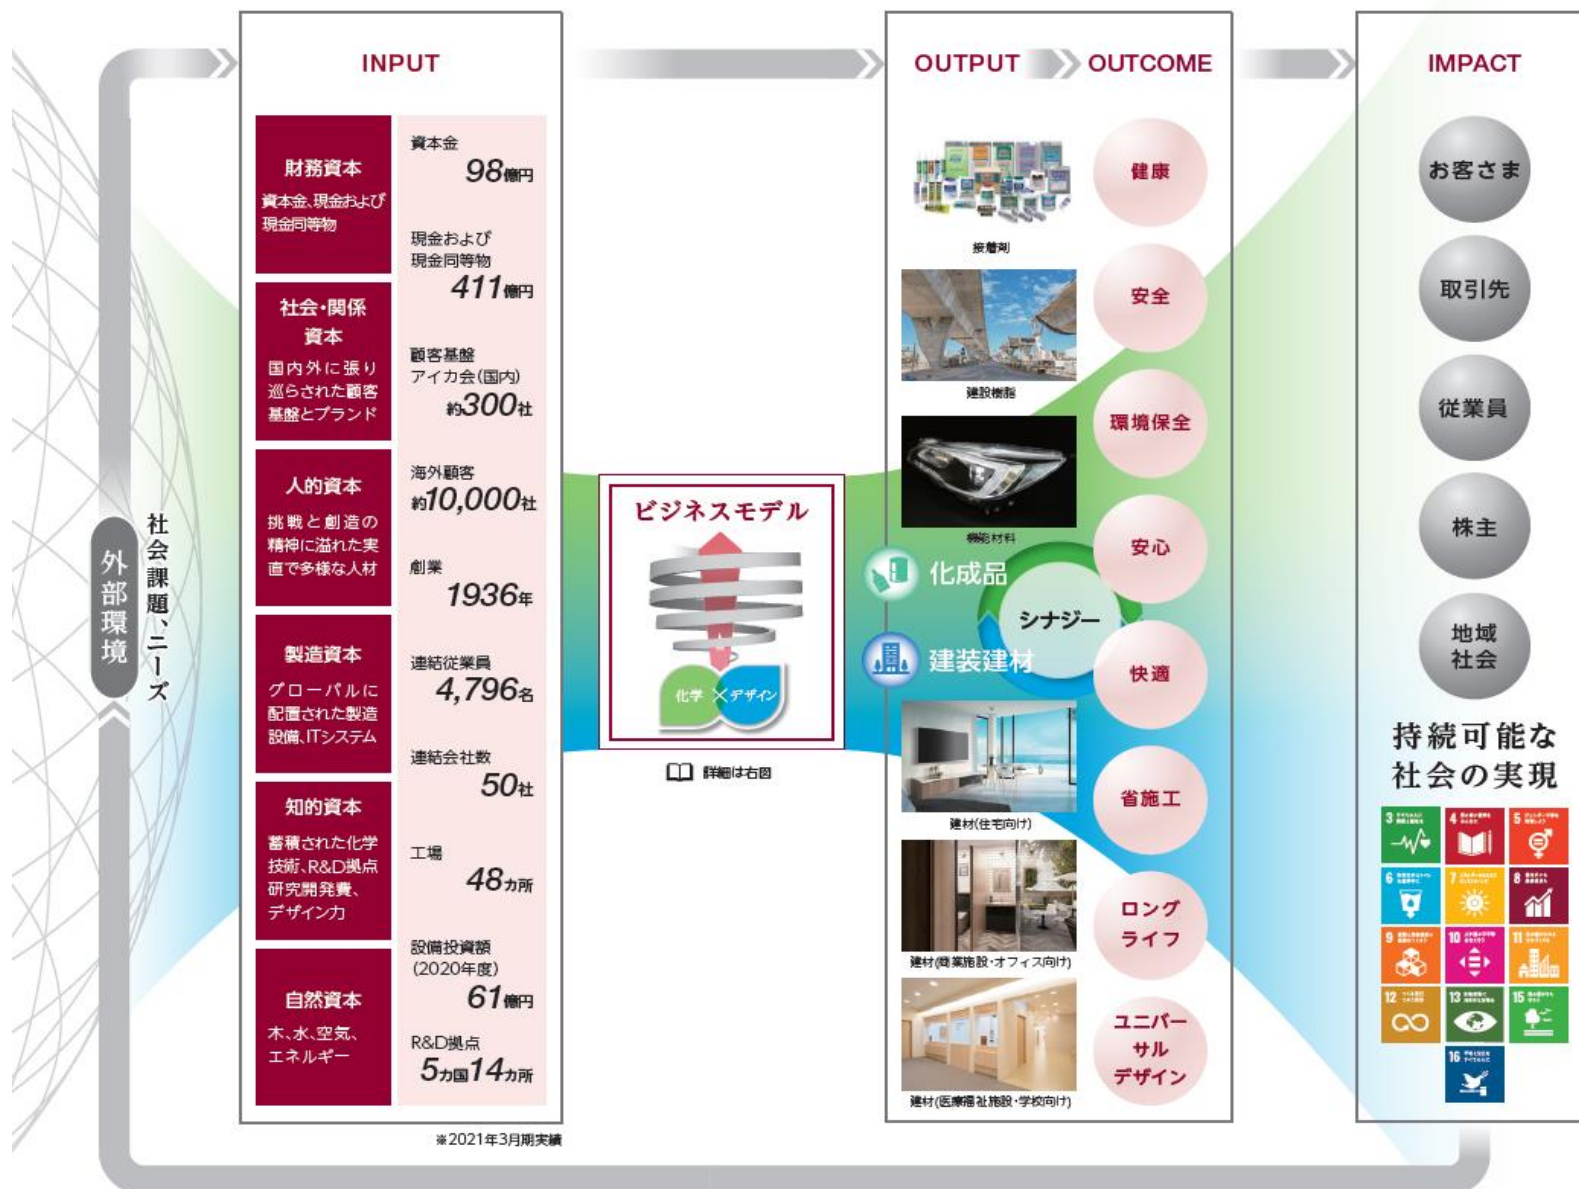 INPUT
OUTPUT
OUTCOME
IMPACT
外部環境
社会課題、ニーズ
財務資本
資本金、現金および
現金同等物
社会・関係
資本
国内外に張り
巡らされた顧客
基盤とブランド
人的資本
挑戦と創造の
精神に溢れた実
直で多様な人材
製造資本
グローバルに
配置された製造
設備、ITシステム
知的資本
蓄積された化学
技術、R&D拠点
研究開発費、
デザイン力
自然資本
木、水、空気、
エネルギー
資本金
98億円
現金および
現金同等物
411億円
顧客基盤
アイカ会(国内)
約300社
海外顧客
約10,000社
創業
1936年
連結従業員
4,796名
連結会社数
50社
工場
48カ所
設備投資額
(2020年度)
61億円
R&D拠点
5カ国14カ所
※2021年3月期実績
ビジネスモデル
化学×デザイン
詳細は右図
接着剤
建設樹脂
機能材料
化成品
シナジー
建装建材
建材(住宅向け)
建材(商業施設・オフィス向け)
建材(医療福祉施設・学校向け)
健康
安全
環境保全
安心
快適
省施工
ロング
ライフ
ユニバー
サル
デザイン
お客さま
取引先
従業員
株主
地域
社会
持続可能な
社会の実現
3
4
5
6
7
8
9
10
11
12
13
15
16